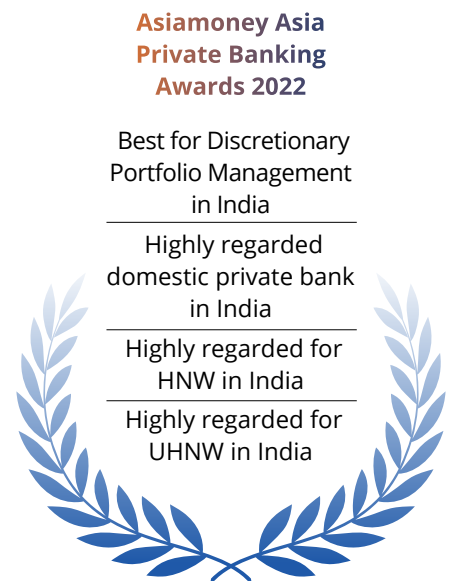 Asiamoney Asia
Private Banking
Awards 2022
Best for Discretionary
Portfolio Management
in India
Highly regarded
domestic private bank
in India
Highly regarded for
HNW in India
Highly regarded for
UHNW in India